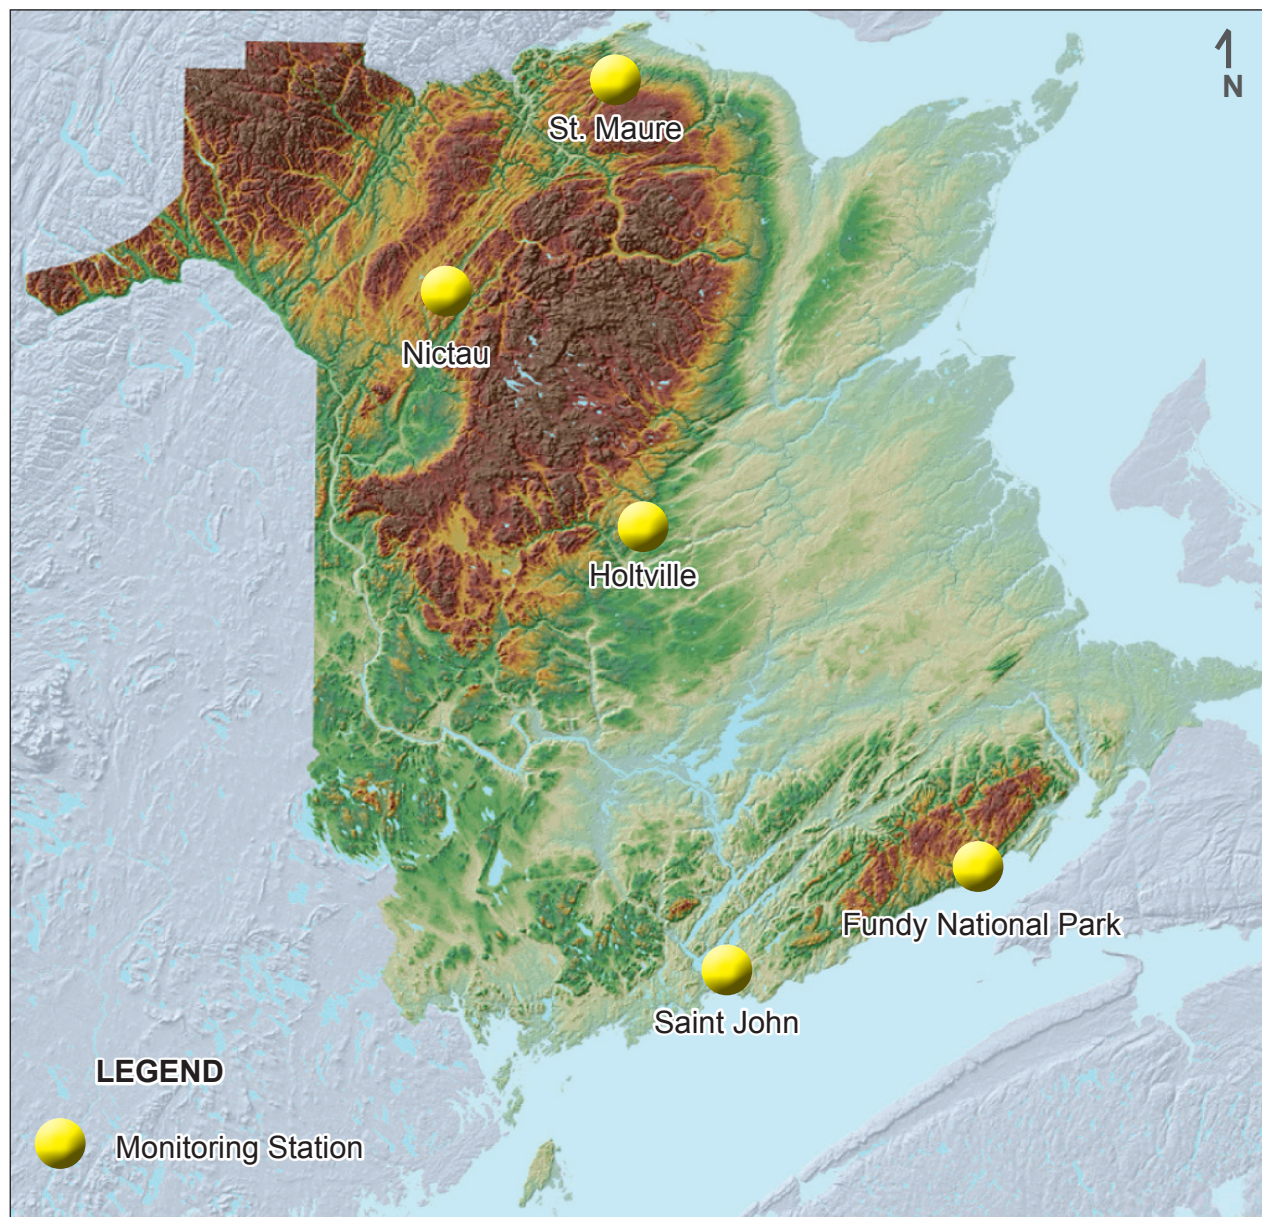 N
St. Maure
Nictau
Holtville
Fundy National Park
Saint John
LEGEND
Monitoring Station